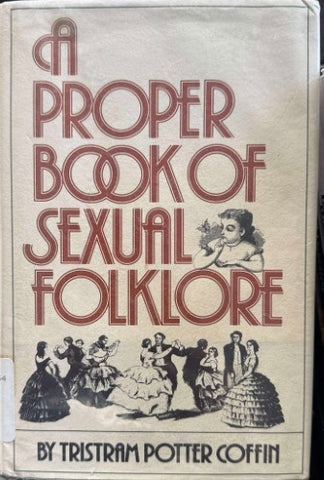 A
PROPER
BOOK OF
SEXUAL
FOLKLORE
BY TRISTRAM POTTER COFFIN